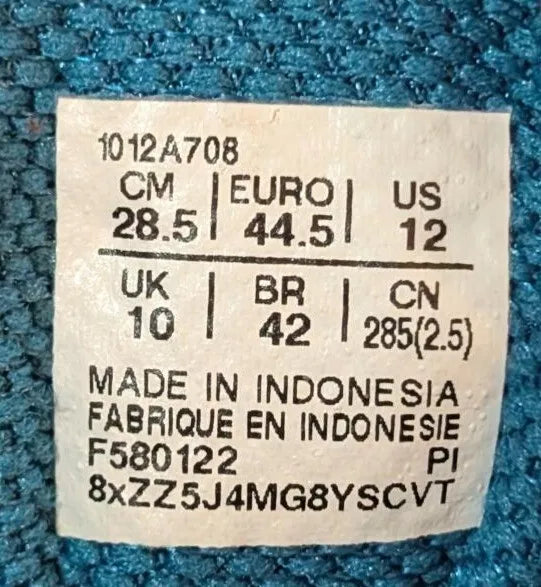 1012A708
CM | EURO | US
28.5 | 44.5 | 12
UK | BR | CN
10 | 42 | 285(2.5)
MADE IN INDONESIA
FABRIQUE EN INDONESIE
F580122 PI
8xZZ5J4MG8YSCVT